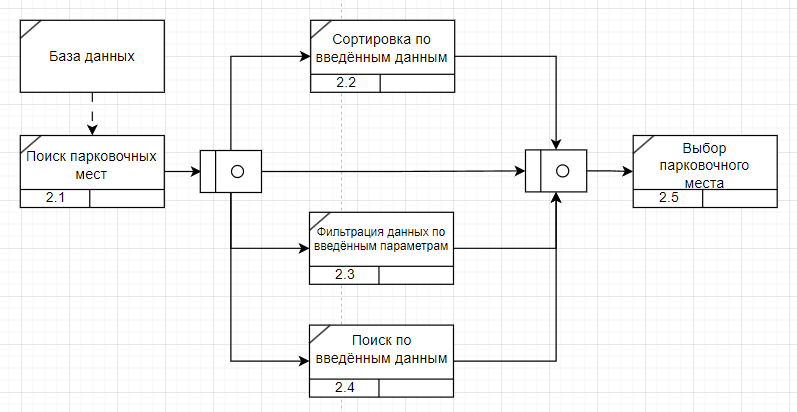 База данных
Сортировка по
введённым данным
2.2
Поиск парковочных
мест
2.1
Выбор
парковочного
места
2.5
Фильтрация данных по
введённым параметрам
2.3
Поиск по
введённым данным
2.4